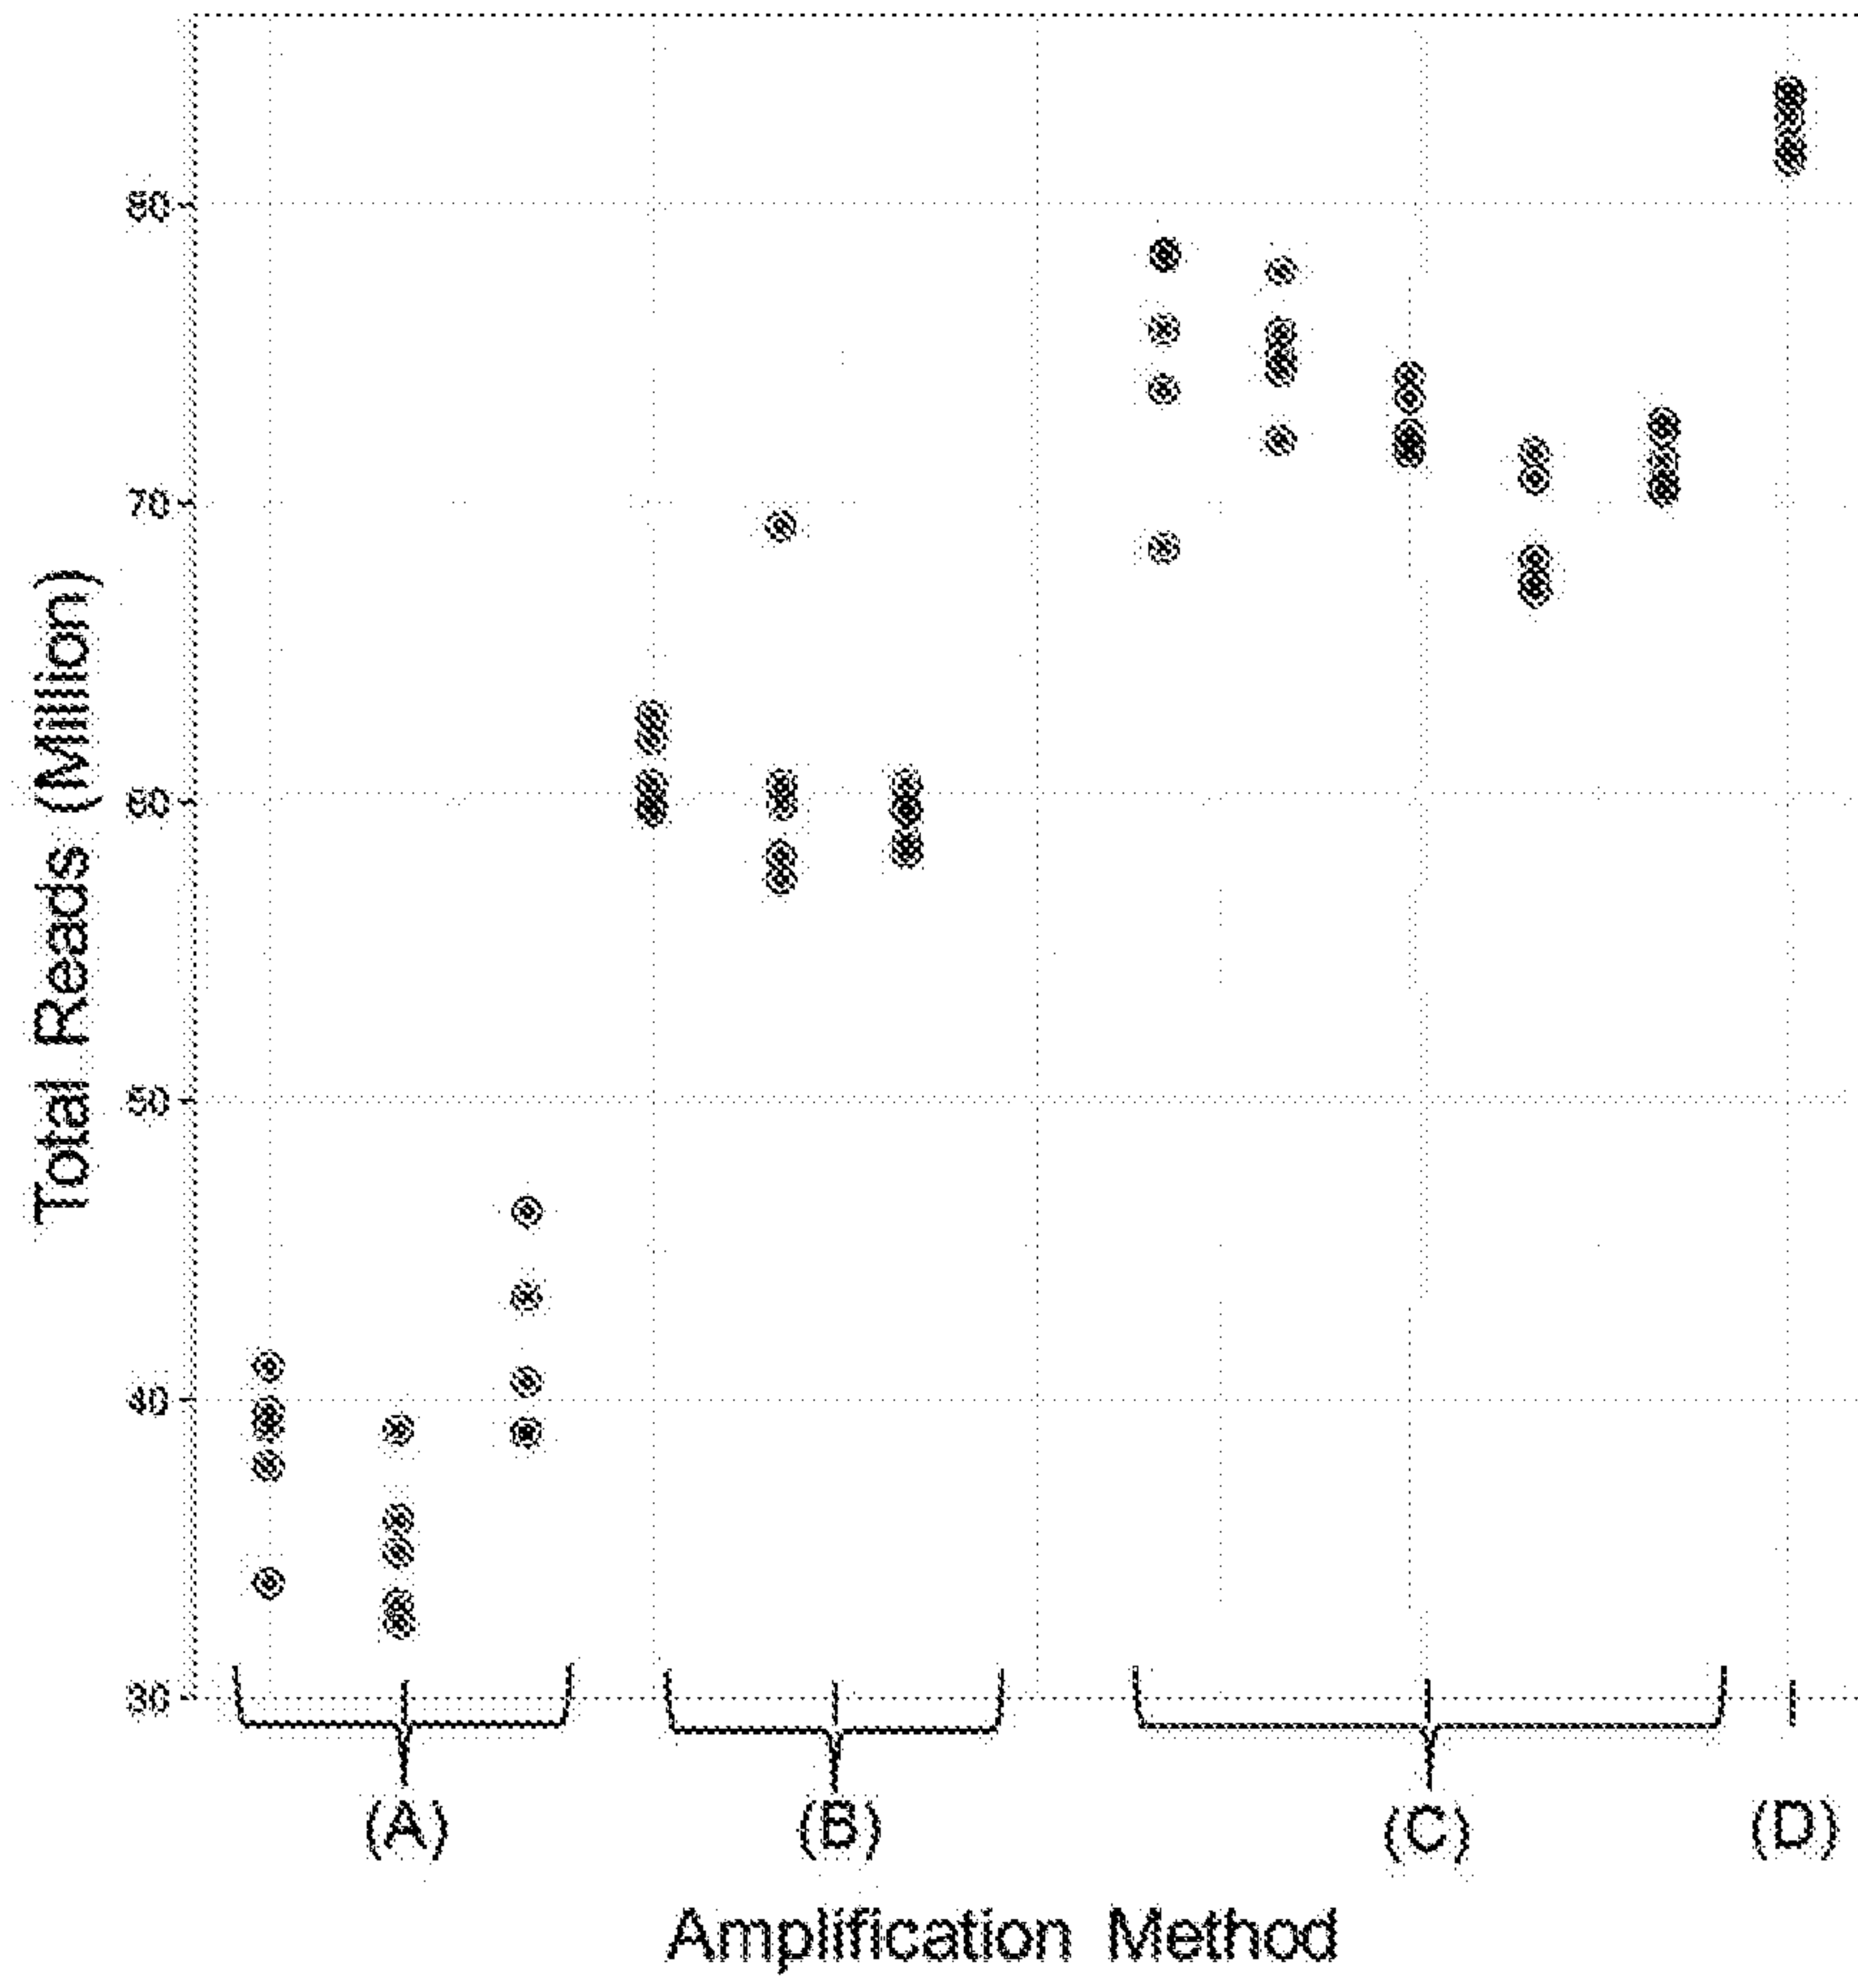 Total Reads (Million)
80
70
60
50
40
30
(A) (B) (C) (D)
Amplification Method